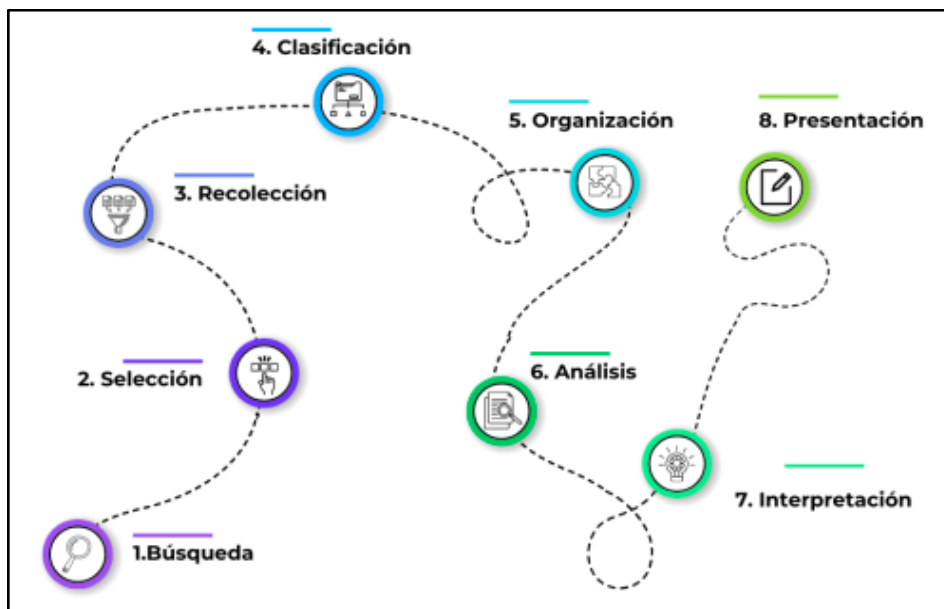 4. Clasificación
5. Organización
8. Presentación
3. Recolección
2. Selección
6. Análisis
7. Interpretación
1.Búsqueda